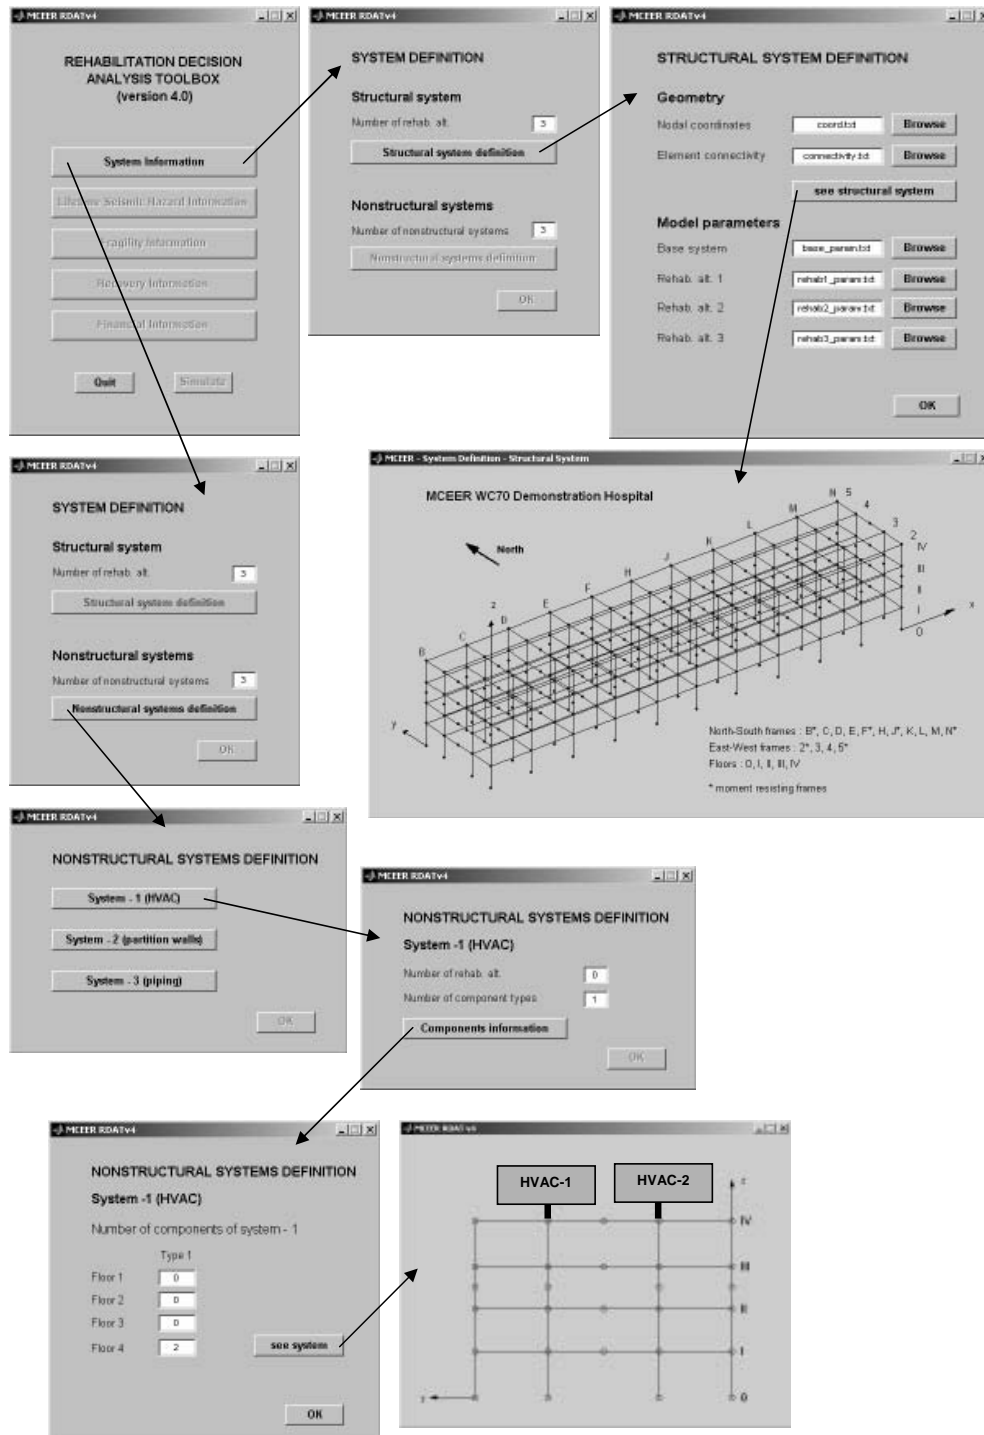 MCEER RDATv4
REHABILITATION DECISION
ANALYSIS TOOLBOX
(version 4.0)
System Information
Lifetime Seismic Hazard Information
Fragility Information
Recovery Information
Financial Information
Quit
Simulate
MCEER RDATv4
SYSTEM DEFINITION
Structural system
Number of rehab. alt.
3
Structural system definition
Nonstructural systems
Number of nonstructural systems
3
Nonstructural systems definition
OK
MCEER RDATv4
STRUCTURAL SYSTEM DEFINITION
Geometry
Nodal coordinates
coord.txt
Browse
Element connectivity
connectivity.txt
Browse
see structural system
Model parameters
Base system
base_param.txt
Browse
Rehab. alt. 1
rehab1_param.txt
Browse
Rehab. alt. 2
rehab2_param.txt
Browse
Rehab. alt. 3
rehab3_param.txt
Browse
OK
MCEER RDATv4
SYSTEM DEFINITION
Structural system
Number of rehab. alt.
3
Structural system definition
Nonstructural systems
Number of nonstructural systems
3
Nonstructural systems definition
OK
MCEER - System Definition - Structural System
MCEER WC70 Demonstration Hospital
North
B
C
D
E
F
H
J
K
L
M
N
5
4
3
2
IV
III
II
I
0
x
y
z
North-South frames : B*, C, D, E, F*, H, J*, K, L, M, N*
East-West frames : 2*, 3, 4, 5*
Floors : 0, I, II, III, IV
* moment resisting frames
MCEER RDATv4
NONSTRUCTURAL SYSTEMS DEFINITION
System - 1 (HVAC)
System - 2 (partition walls)
System - 3 (piping)
OK
MCEER RDATv4
NONSTRUCTURAL SYSTEMS DEFINITION
System -1 (HVAC)
Number of rehab. alt.
0
Number of component types
1
Components information
OK
MCEER RDATv4
NONSTRUCTURAL SYSTEMS DEFINITION
System -1 (HVAC)
Number of components of system - 1
Type 1
Floor 1
0
Floor 2
0
Floor 3
0
Floor 4
2
see system
OK
MCEER RDATv4
HVAC-1
HVAC-2
z
IV
III
II
I
0